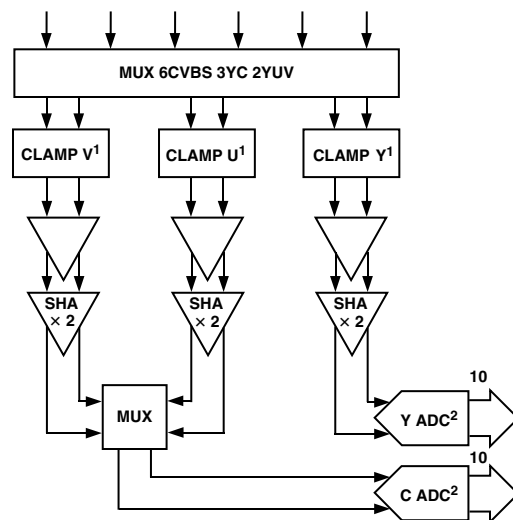 MUX 6CVBS 3YC 2YUV
CLAMP V¹
CLAMP U¹
CLAMP Y¹
SHA
× 2
SHA
× 2
SHA
× 2
MUX
10
Y ADC²
10
C ADC²